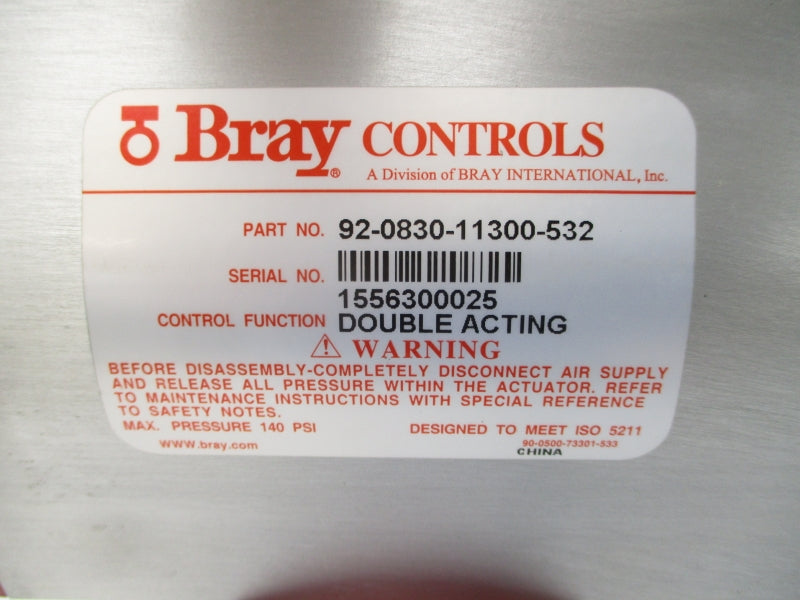 Bray® CONTROLS
A Division of BRAY INTERNATIONAL, Inc.
PART NO. 92-0830-11300-532
SERIAL NO.
1556300025
CONTROL FUNCTION DOUBLE ACTING
WARNING
BEFORE DISASSEMBLY-COMPLETELY DISCONNECT AIR SUPPLY
AND RELEASE ALL PRESSURE WITHIN THE ACTUATOR. REFER
TO MAINTENANCE INSTRUCTIONS WITH SPECIAL REFERENCE
TO SAFETY NOTES.
MAX. PRESSURE 140 PSI DESIGNED TO MEET ISO 5211
www.bray.com 90-0500-73301-533
CHINA